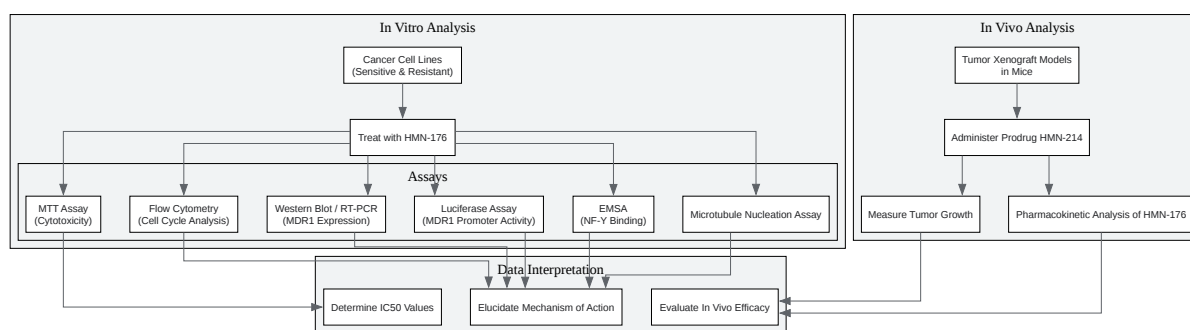 In Vitro Analysis
Cancer Cell Lines
(Sensitive & Resistant)
Treat with HMN-176
Assays
MTT Assay
(Cytotoxicity)
Flow Cytometry
(Cell Cycle Analysis)
Western Blot / RT-PCR
(MDR1 Expression)
Luciferase Assay
(MDR1 Promoter Activity)
EMSA
(NF-Y Binding)
Microtubule Nucleation Assay
In Vivo Analysis
Tumor Xenograft Models
in Mice
Administer Prodrug HMN-214
Measure Tumor Growth
Pharmacokinetic Analysis of HMN-176
Data Interpretation
Determine IC50 Values
Elucidate Mechanism of Action
Evaluate In Vivo Efficacy